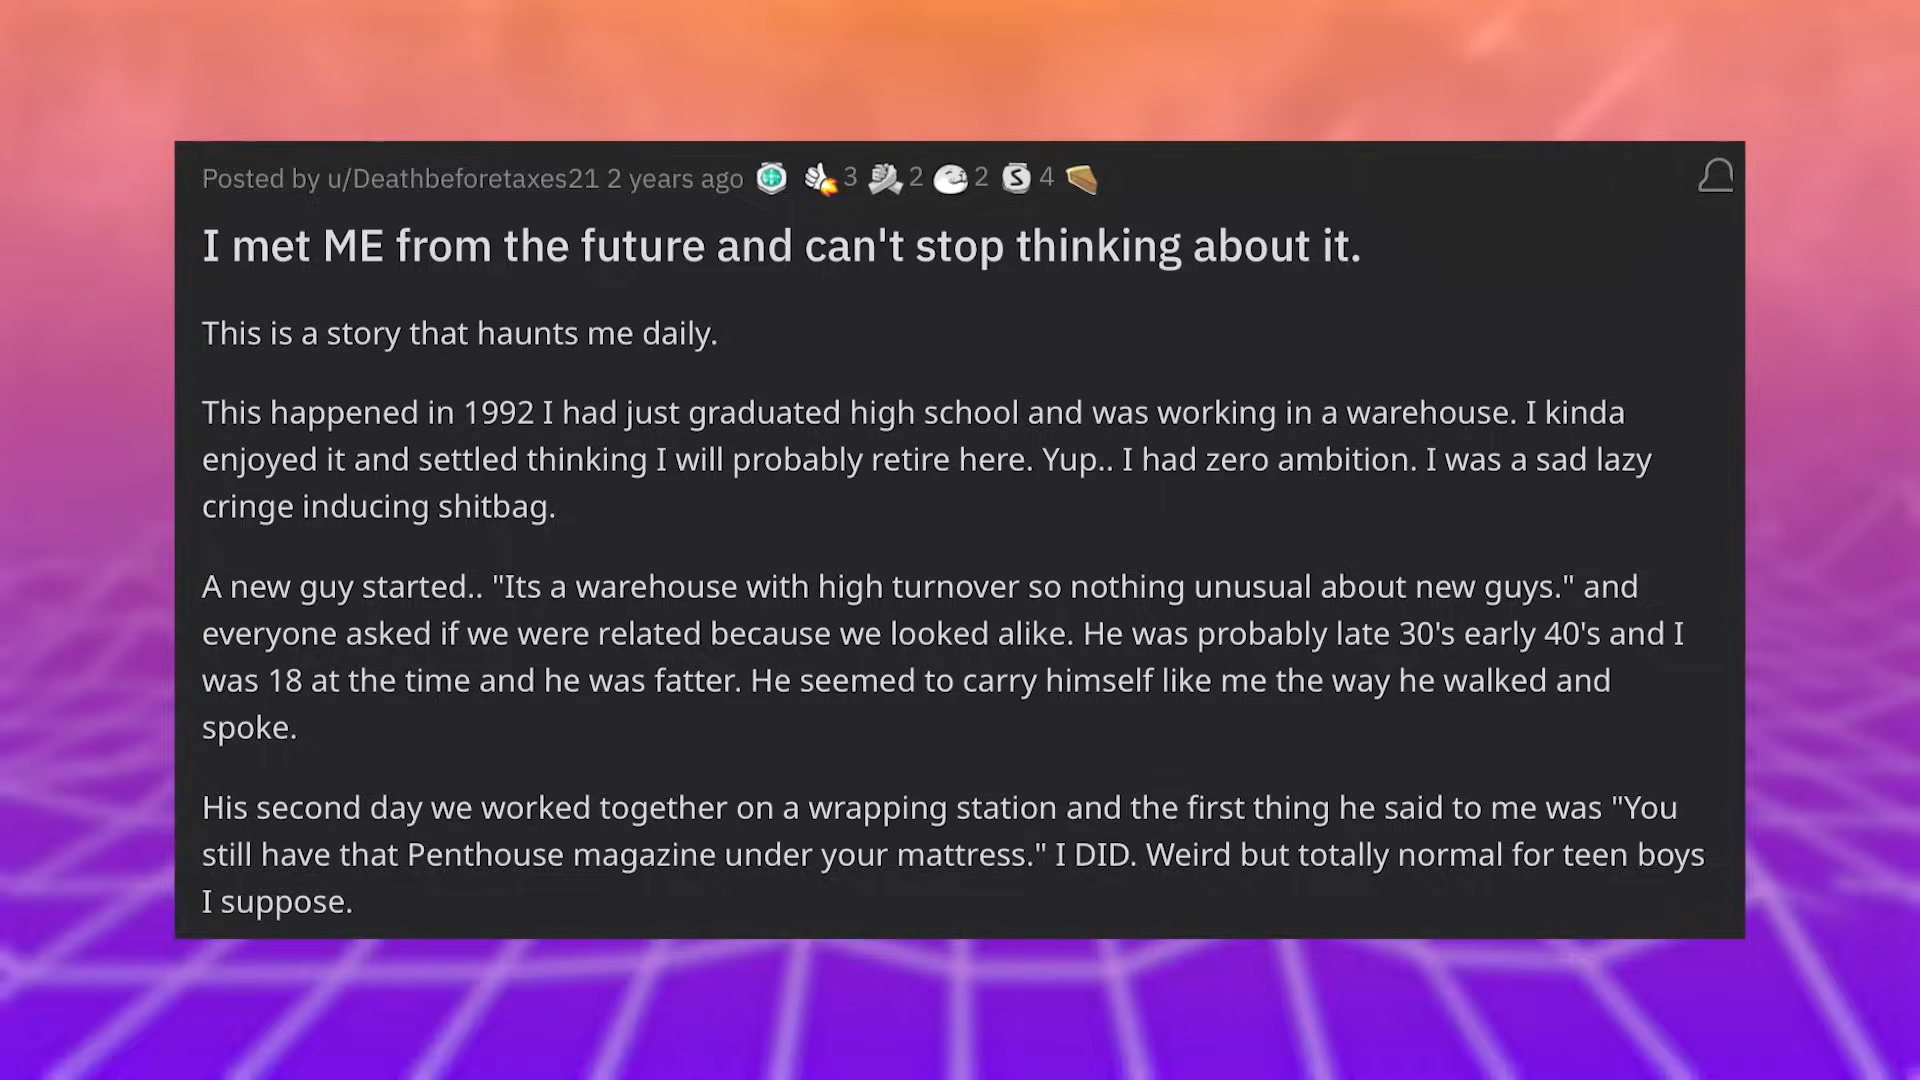 Posted by u/Deathbeforetaxes21 2 years ago 3 2 2 S 4
I met ME from the future and can't stop thinking about it.
This is a story that haunts me daily.
This happened in 1992 I had just graduated high school and was working in a warehouse. I kinda
enjoyed it and settled thinking I will probably retire here. Yup.. I had zero ambition. I was a sad lazy
cringe inducing shitbag.
A new guy started.. "Its a warehouse with high turnover so nothing unusual about new guys." and
everyone asked if we were related because we looked alike. He was probably late 30's early 40's and I
was 18 at the time and he was fatter. He seemed to carry himself like me the way he walked and
spoke.
His second day we worked together on a wrapping station and the first thing he said to me was "You
still have that Penthouse magazine under your mattress." I DID. Weird but totally normal for teen boys
I suppose.